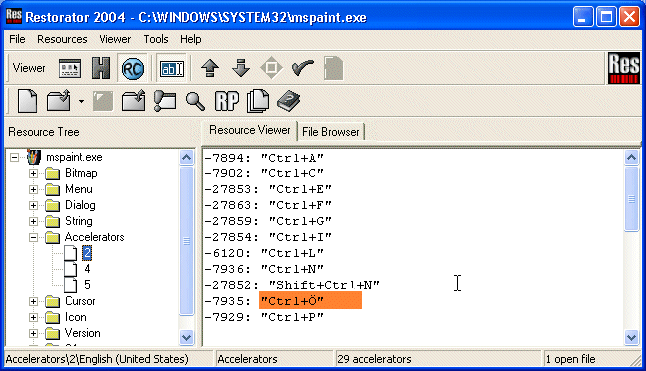 Restorator 2004 - C:\WINDOWS\SYSTEM32\mspaint.exe
File Resources Viewer Tools Help
Viewer RC ab Res
RP
Resource Tree
Resource Viewer File Browser
mspaint.exe
Bitmap
Menu
Dialog
String
Accelerators
2
4
5
Cursor
Icon
Version
-7894: "Ctrl+A"
-7902: "Ctrl+C"
-27853: "Ctrl+E"
-27863: "Ctrl+F"
-27859: "Ctrl+G"
-27854: "Ctrl+I"
-6120: "Ctrl+L"
-7936: "Ctrl+N"
-27852: "Shift+Ctrl+N"
-7935: "Ctrl+Ö"
-7929: "Ctrl+P"
Accelerators\2\English (United States) Accelerators 29 accelerators 1 open file